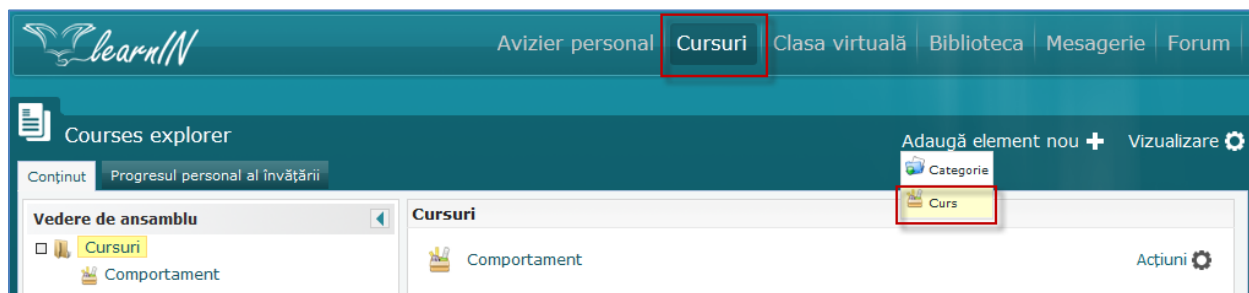 learnIN
Avizier personal Cursuri Clasa virtuală Biblioteca Mesagerie Forum
Courses explorer
Adaugă element nou Vizualizare
Conținut Progresul personal al învățării
Categorie
Curs
Vedere de ansamblu
Cursuri
Comportament
Cursuri
Comportament Acțiuni